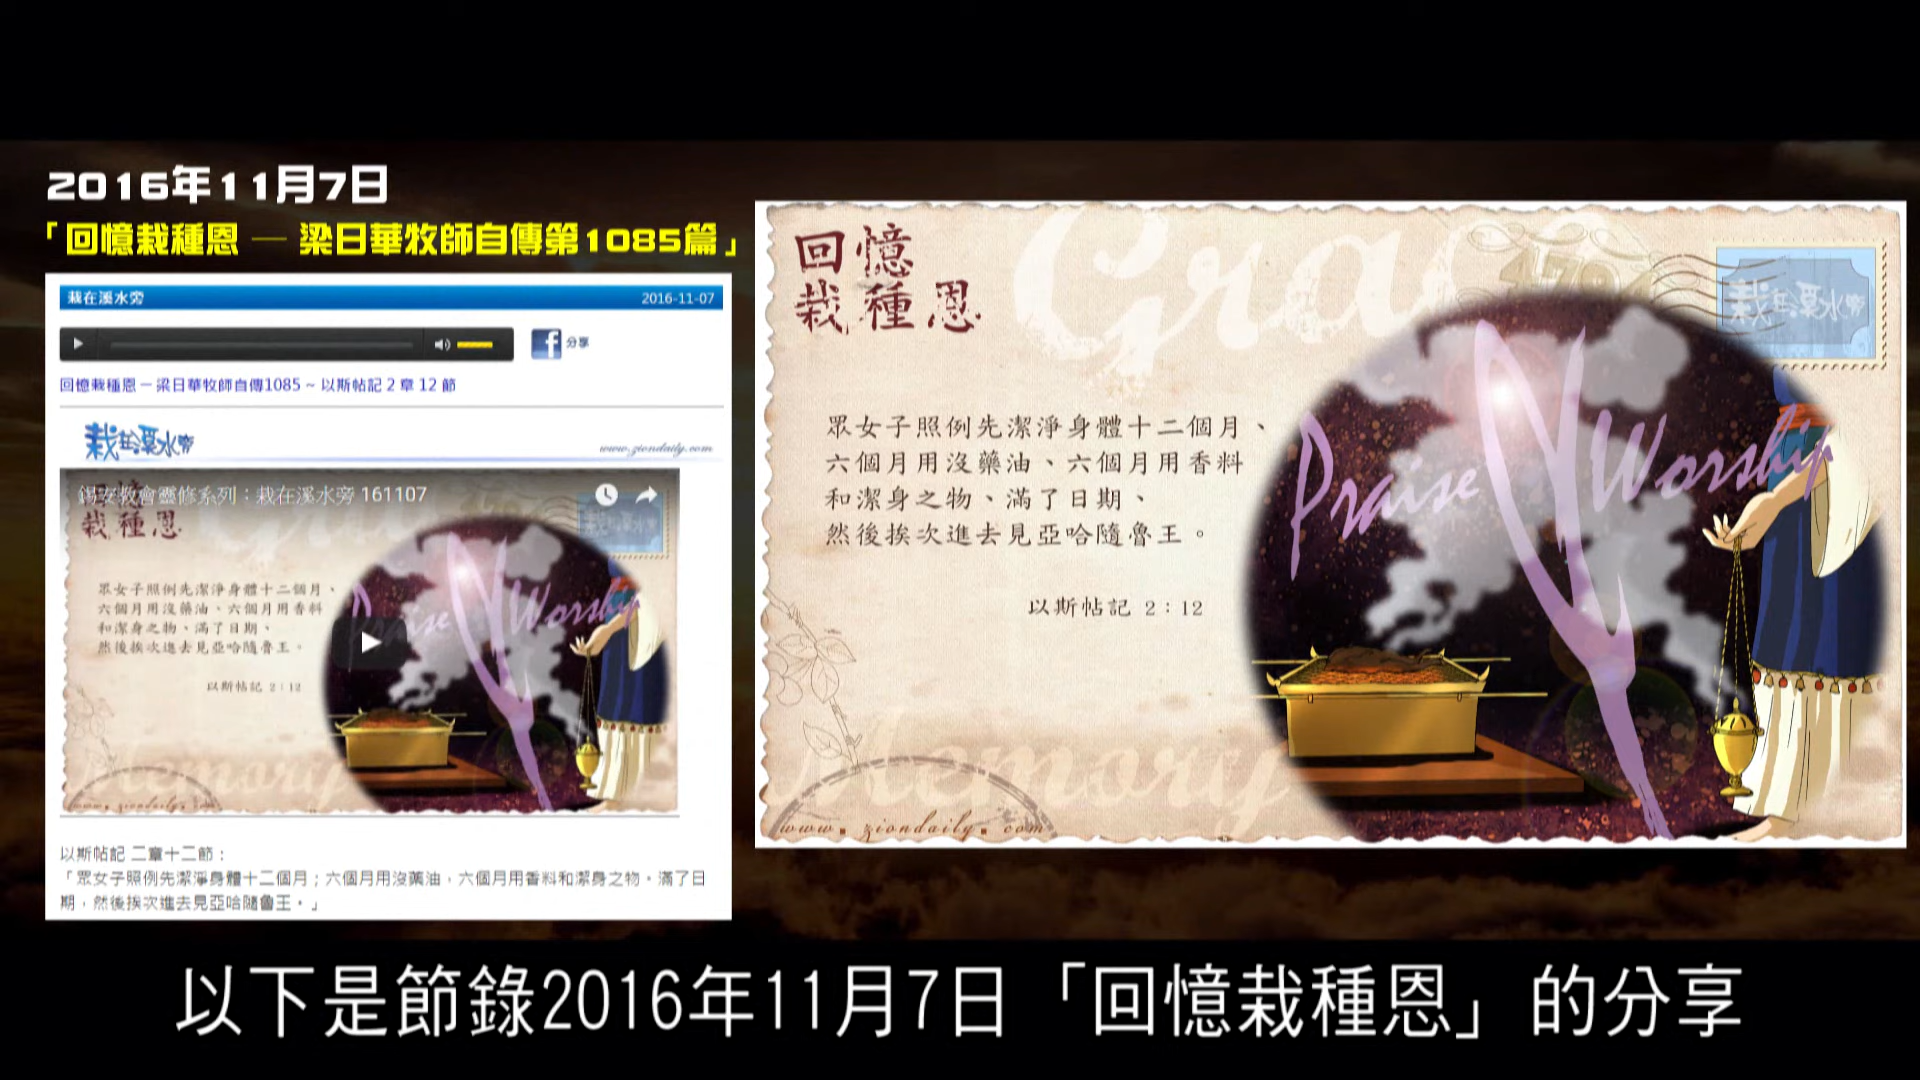 2016年11月7日
「回憶栽種恩 — 梁日華牧師自傳第1085篇」
栽在溪水旁 2016-11-07
分享
回憶栽種恩 — 梁日華牧師自傳1085 ~ 以斯帖記 2 章 12 節
栽在溪水旁
www.ziondaily.com
錫安教會靈修系列：栽在溪水旁 161107
回憶
栽種恩
眾女子照例先潔淨身體十二個月、
六個月用沒藥油、六個月用香料
和潔身之物、滿了日期、
然後挨次進去見亞哈隨魯王。
以斯帖記 2：12
Praise Worship
Memory
www.ziondaily.com
以斯帖記 二章十二節：
「眾女子照例先潔淨身體十二個月；六個月用沒藥油，六個月用香料和潔身之物。滿了日
期，然後挨次進去見亞哈隨魯王。」
回憶
栽種恩
Gra
栽在溪水旁
眾女子照例先潔淨身體十二個月、
六個月用沒藥油、六個月用香料
和潔身之物、滿了日期、
然後挨次進去見亞哈隨魯王。
以斯帖記 2：12
Praise Worship
Memory
www.ziondaily.com
以下是節錄2016年11月7日「回憶栽種恩」的分享